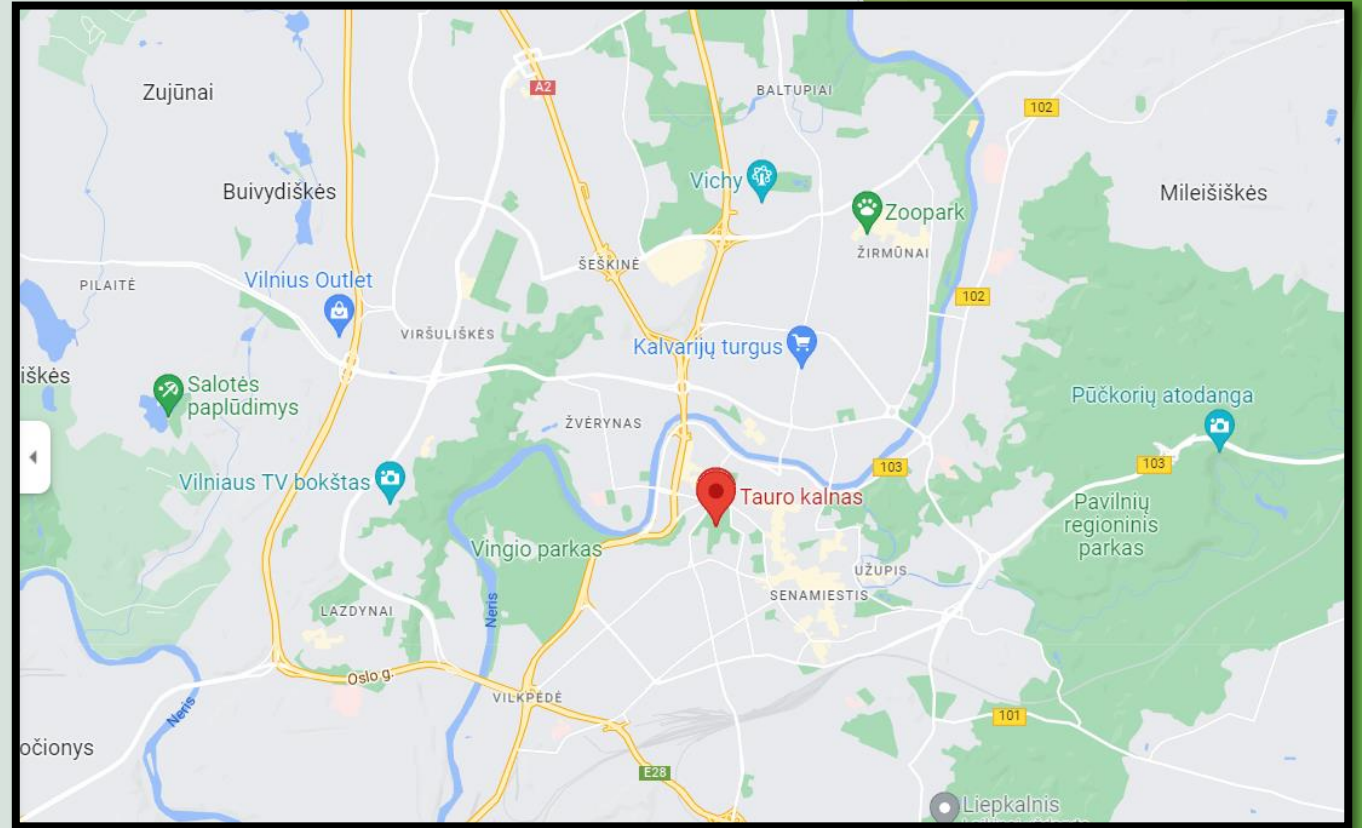 Zujūnai
A2
BALTUPIAI
102
Buivydiškės
Vichy
Zoopark
Mileišiškės
ŽIRMŪNAI
ŠEŠKINĖ
PILAITĖ
Vilnius Outlet
102
VIRŠULIŠKĖS
Kalvarijų turgus
iškės
Salotės
paplūdimys
Pūčkorių atodanga
ŽVĖRYNAS
103
103
Vilniaus TV bokštas
Tauro kalnas
Pavilnių
regioninis
parkas
Vingio parkas
UŽUPIS
SENAMIESTIS
LAZDYNAI
Neris
Oslo g.
VILKPĖDĖ
Neris
101
očionys
E28
Liepkalnis